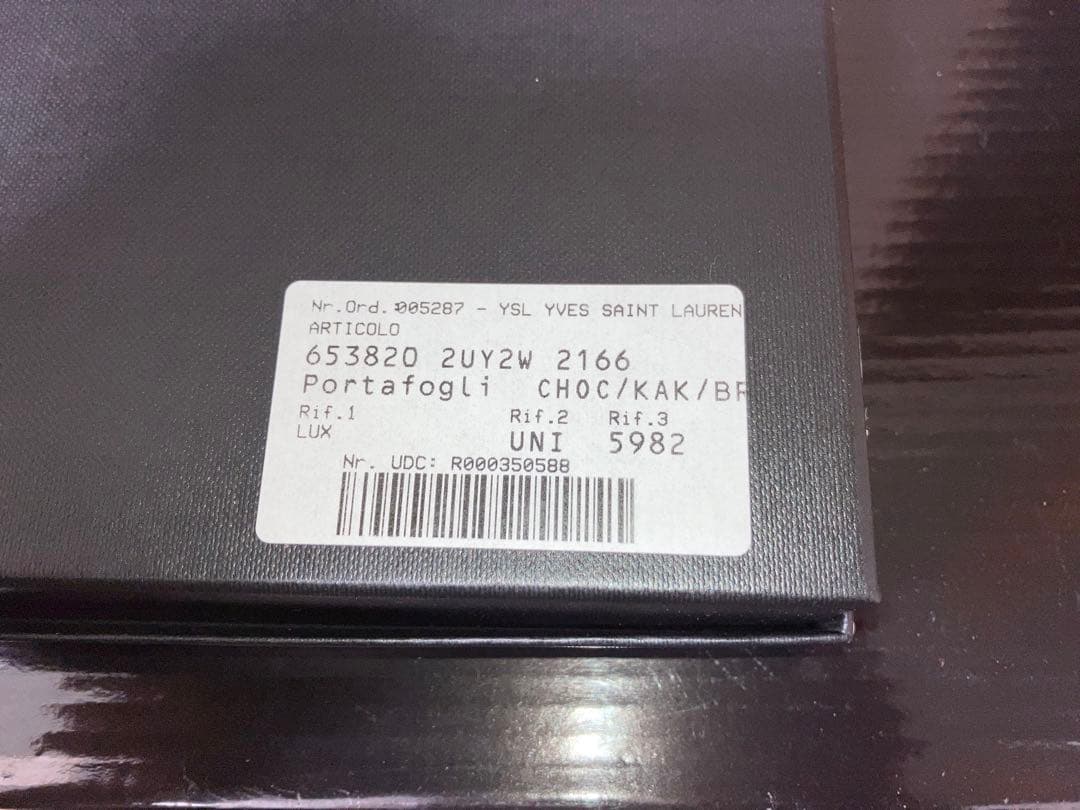 Nr.Ord. 005287 - YSL YVES SAINT LAUREN
ARTICOLO
653820 2UY2W 2166
Portafogli CHOC/KAK/BR
Rif.1 Rif.2 Rif.3
LUX UNI 5982
Nr. UDC: R000350588